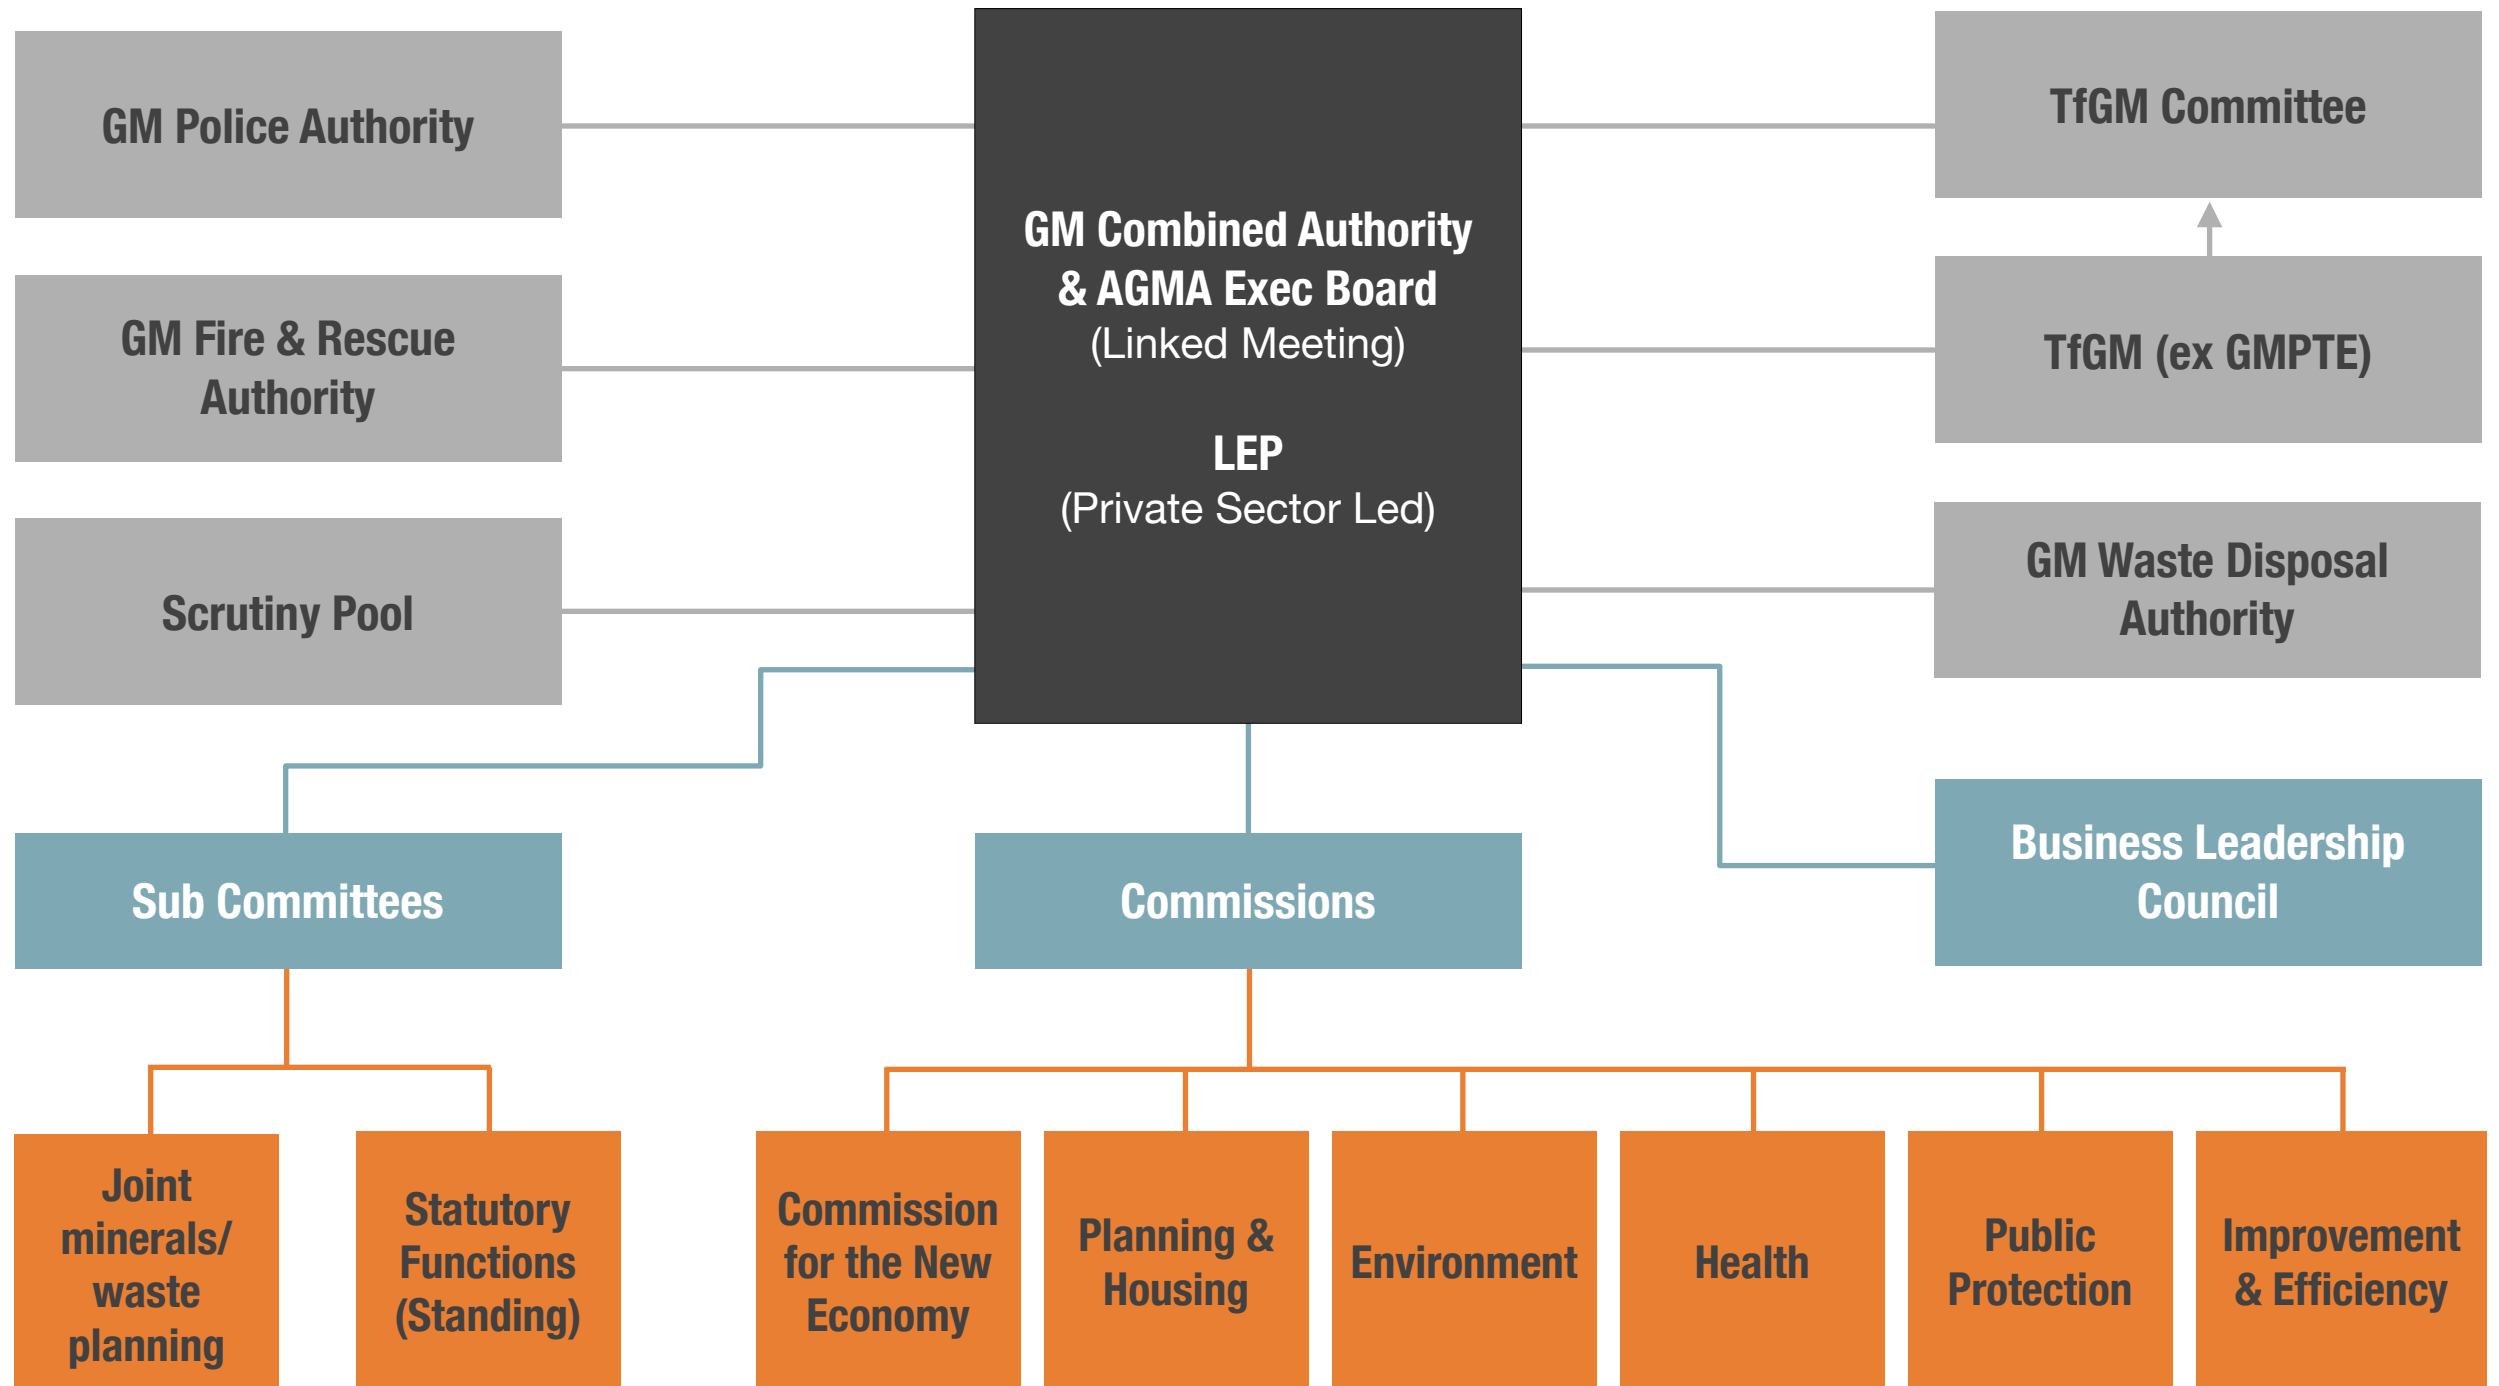 GM Police Authority
GM Combined Authority
& AGMA Exec Board
(Linked Meeting)
LEP
(Private Sector Led)
TfGM Committee
GM Fire & Rescue
Authority
TfGM (ex GMPTE)
Scrutiny Pool
GM Waste Disposal
Authority
Sub Committees
Commissions
Business Leadership
Council
Joint
minerals/
waste
planning
Statutory
Functions
(Standing)
Commission
for the New
Economy
Planning &
Housing
Environment
Health
Public
Protection
Improvement
& Efficiency